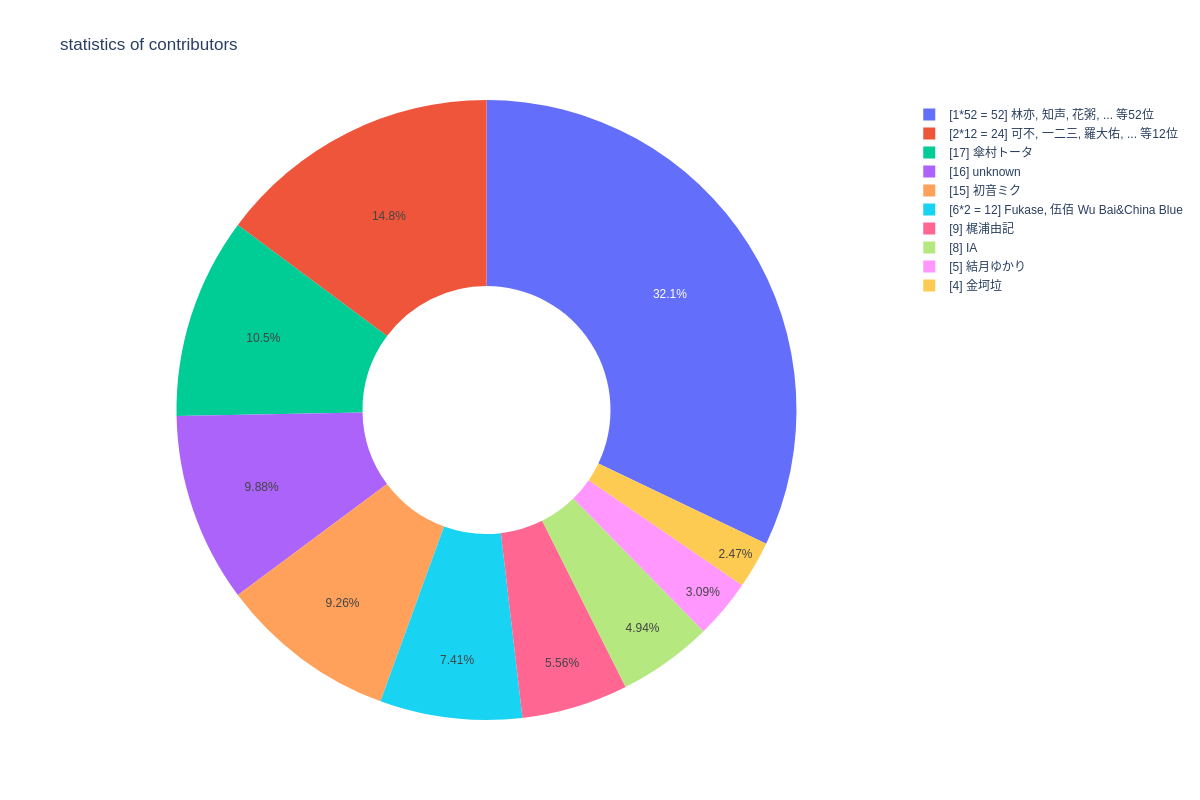 statistics of contributors
[1*52 = 52] 林亦, 知声, 花粥, ... 等52位
[2*12 = 24] 可不, 一二三, 羅大佑, ... 等12位
[17] 傘村トータ
[16] unknown
[15] 初音ミク
[6*2 = 12] Fukase, 伍佰 Wu Bai&China Blue
[9] 梶浦由記
[8] IA
[5] 結月ゆかり
[4] 金坷垃
14.8%
32.1%
10.5%
9.88%
9.26%
7.41%
5.56%
4.94%
3.09%
2.47%